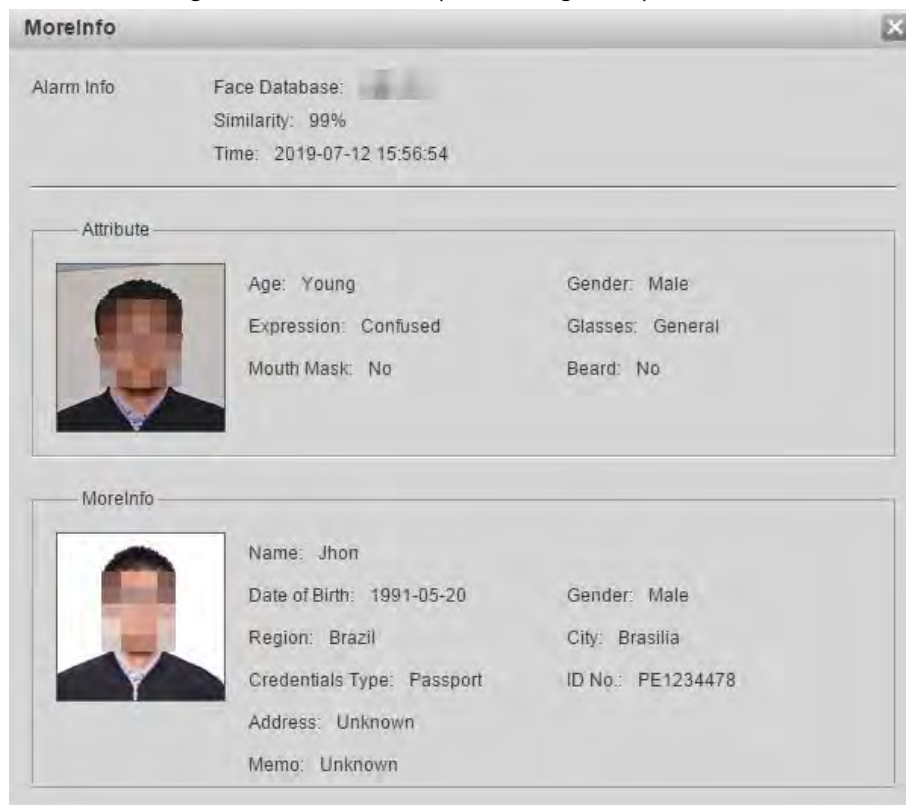 MoreInfo
Alarm Info Face Database:
Similarity: 99%
Time: 2019-07-12 15:56:54
Attribute
Age: Young Gender: Male
Expression: Confused Glasses: General
Mouth Mask: No Beard: No
MoreInfo
Name: Jhon
Date of Birth: 1991-05-20 Gender: Male
Region: Brazil City: Brasilia
Credentials Type: Passport ID No.: PE1234478
Address: Unknown
Memo: Unknown